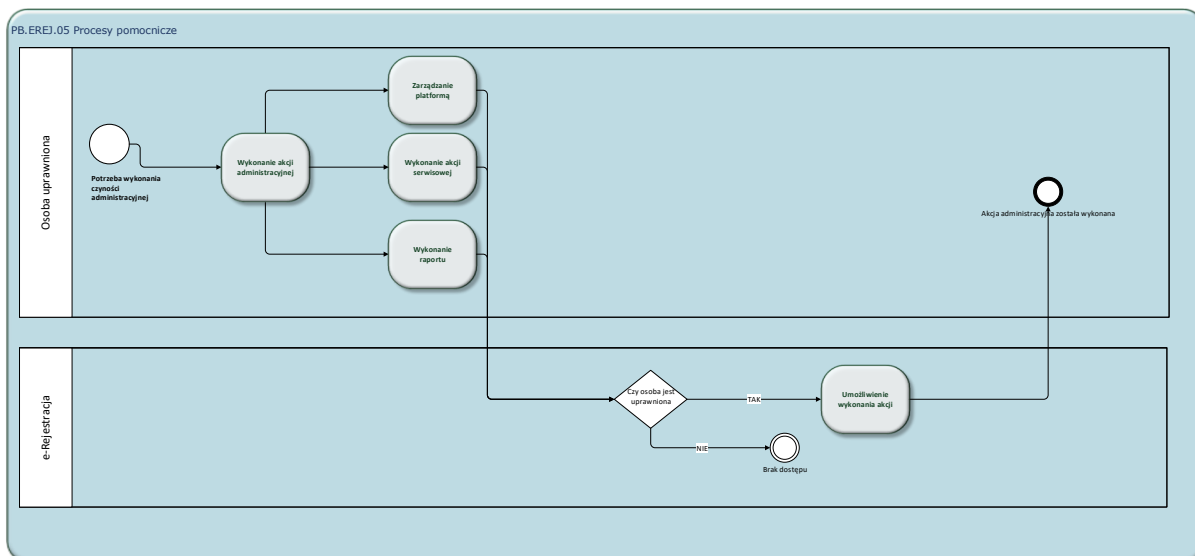 PB.EREJ.05 Procesy pomocnicze
Osoba uprawniona
Potrzeba wykonania
czyności
administracyjnej
Wykonanie akcji
administracyjnej
Zarządzanie
platformą
Wykonanie akcji
serwisowej
Wykonanie
raportu
Akcja administracyjna została wykonana
e-Rejestracja
Czy osoba jest
uprawniona
TAK
Umożliwienie
wykonania akcji
NIE
Brak dostępu